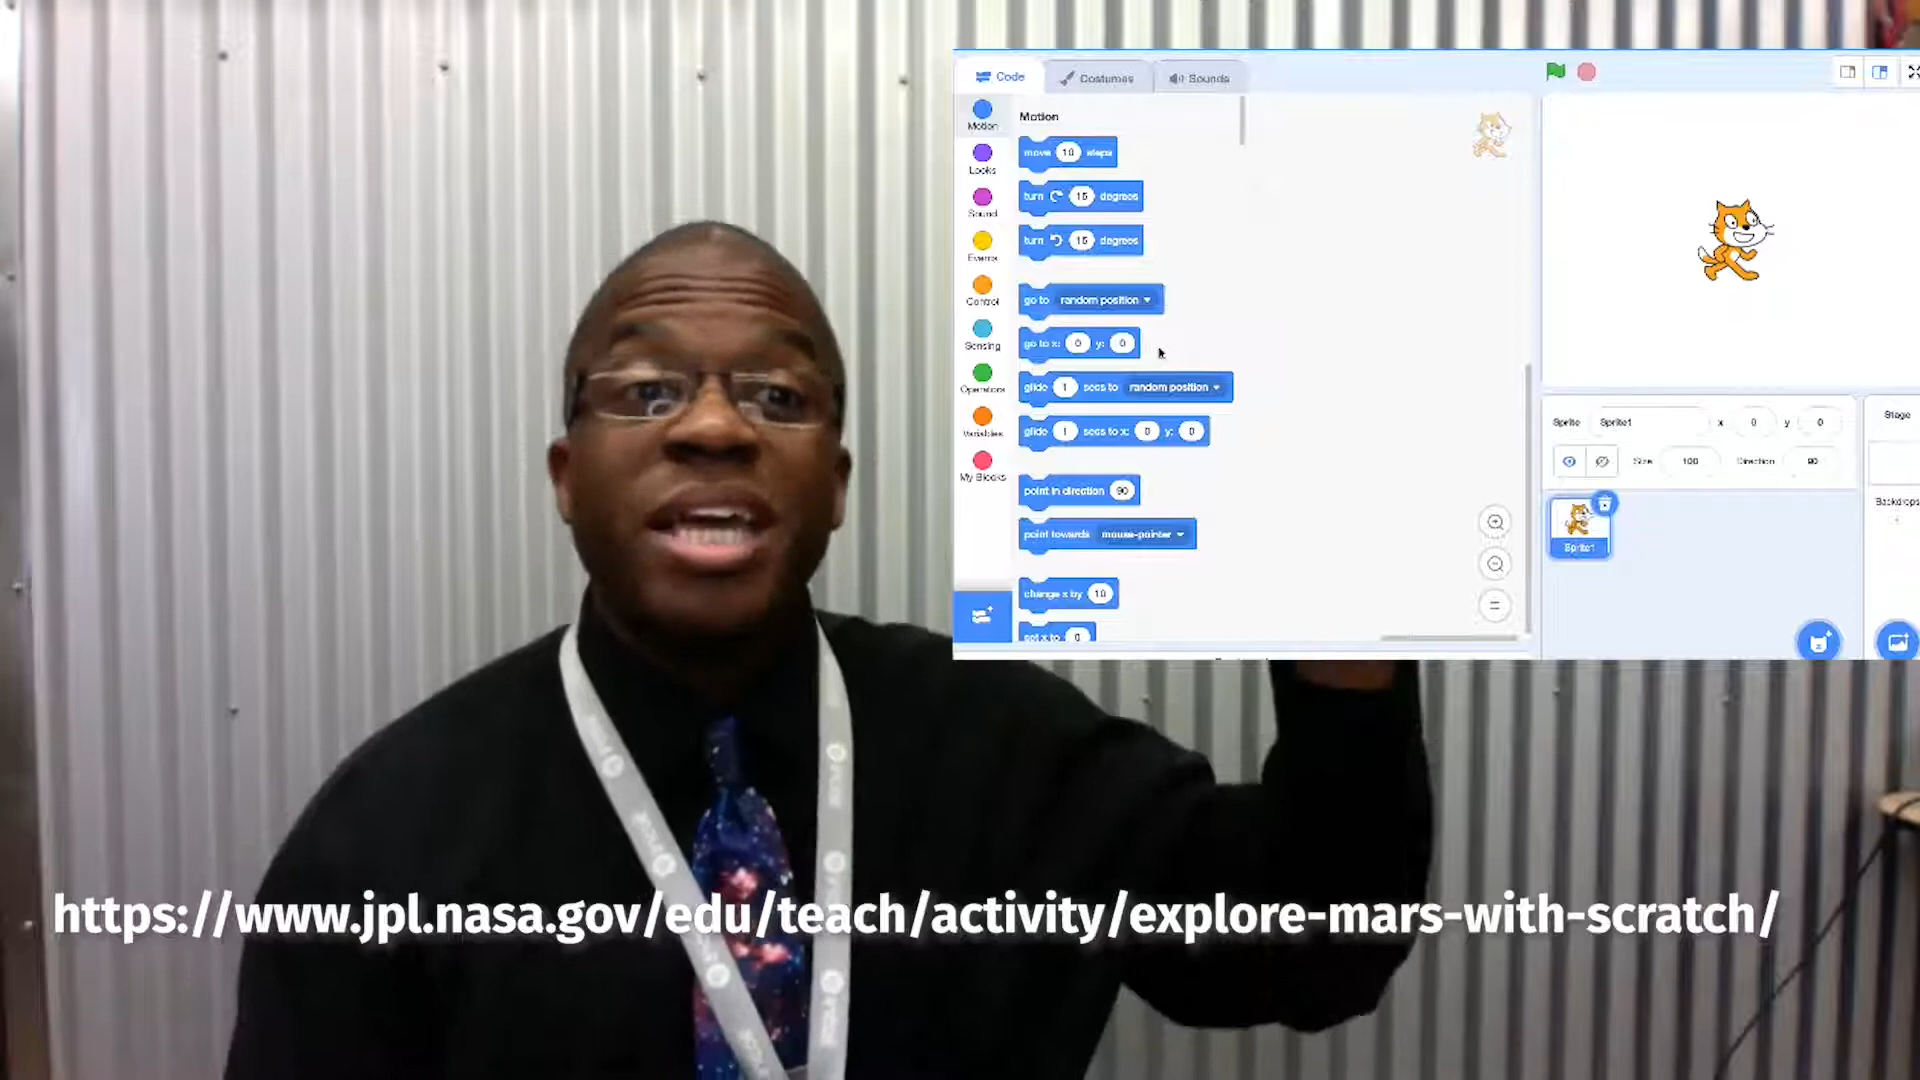 Code
Costumes
Sounds
Motion
Looks
Sound
Events
Control
Sensing
Operators
Variables
My Blocks
Motion
move 10 steps
turn 15 degrees
turn 15 degrees
go to random position
go to x: 0 y: 0
glide 1 secs to random position
glide 1 secs to x: 0 y: 0
point in direction 90
point towards mouse-pointer
change x by 10
set x to 0
Sprite Sprite1 x 0 y 0
Size 100 Direction 90
Sprite1
Stage
Backdrops
https://www.jpl.nasa.gov/edu/teach/activity/explore-mars-with-scratch/